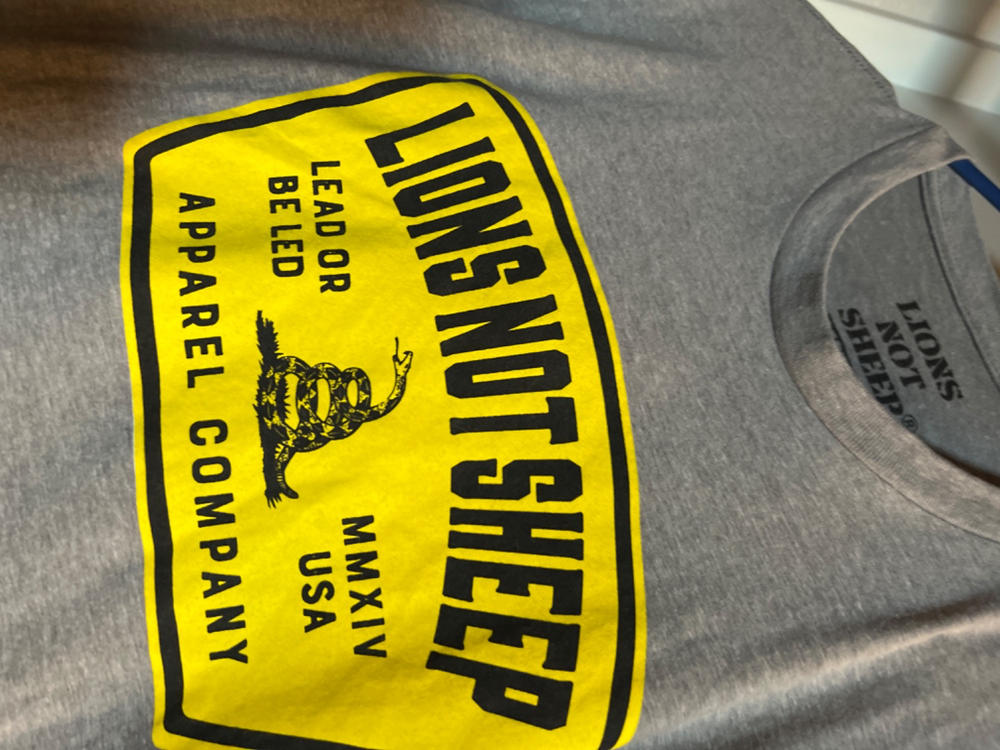 LIONS
NOT
SHEEP®
LIONS NOT SHEEP
LEAD OR
BE LED
MMXIV
USA
APPAREL COMPANY